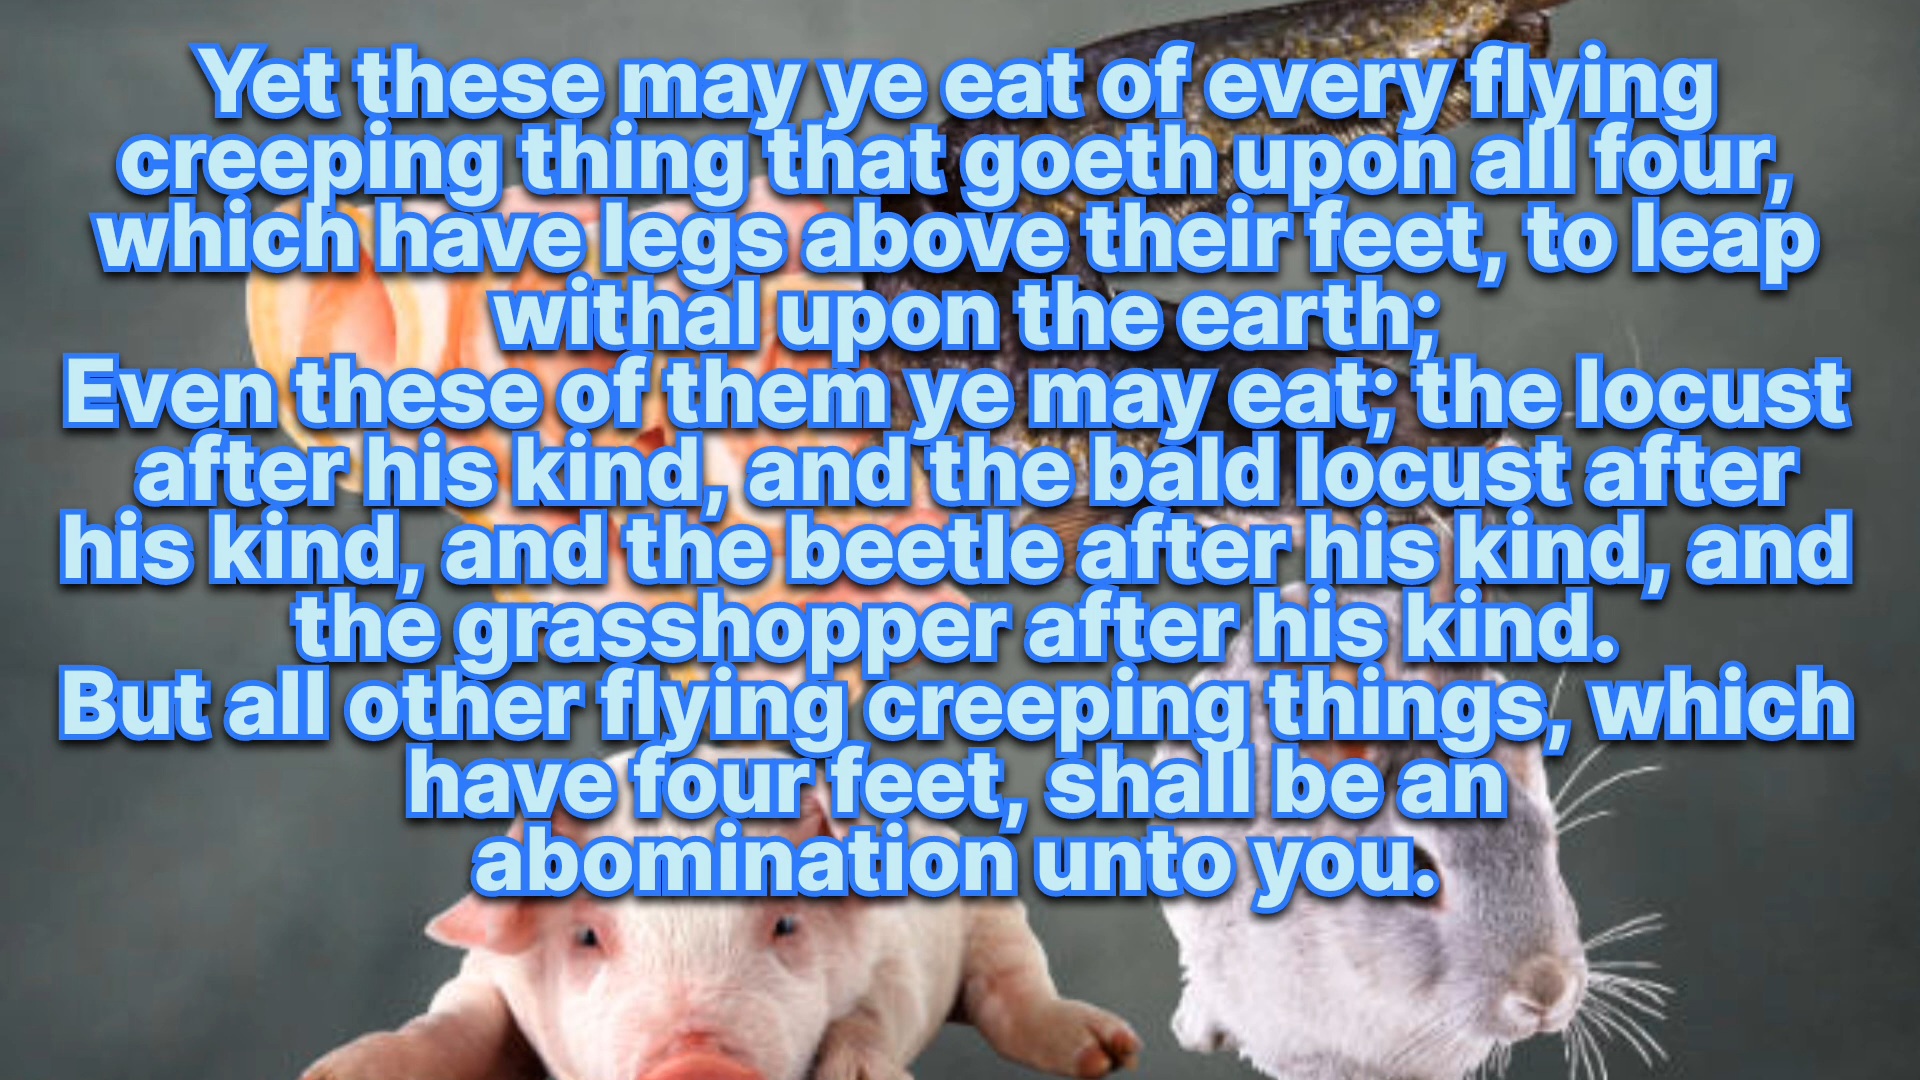 Yet these may ye eat of every flying
creeping thing that goeth upon all four,
which have legs above their feet, to leap
withal upon the earth;
Even these of them ye may eat; the locust
after his kind, and the bald locust after
his kind, and the beetle after his kind, and
the grasshopper after his kind.
But all other flying creeping things, which
have four feet, shall be an
abomination unto you.